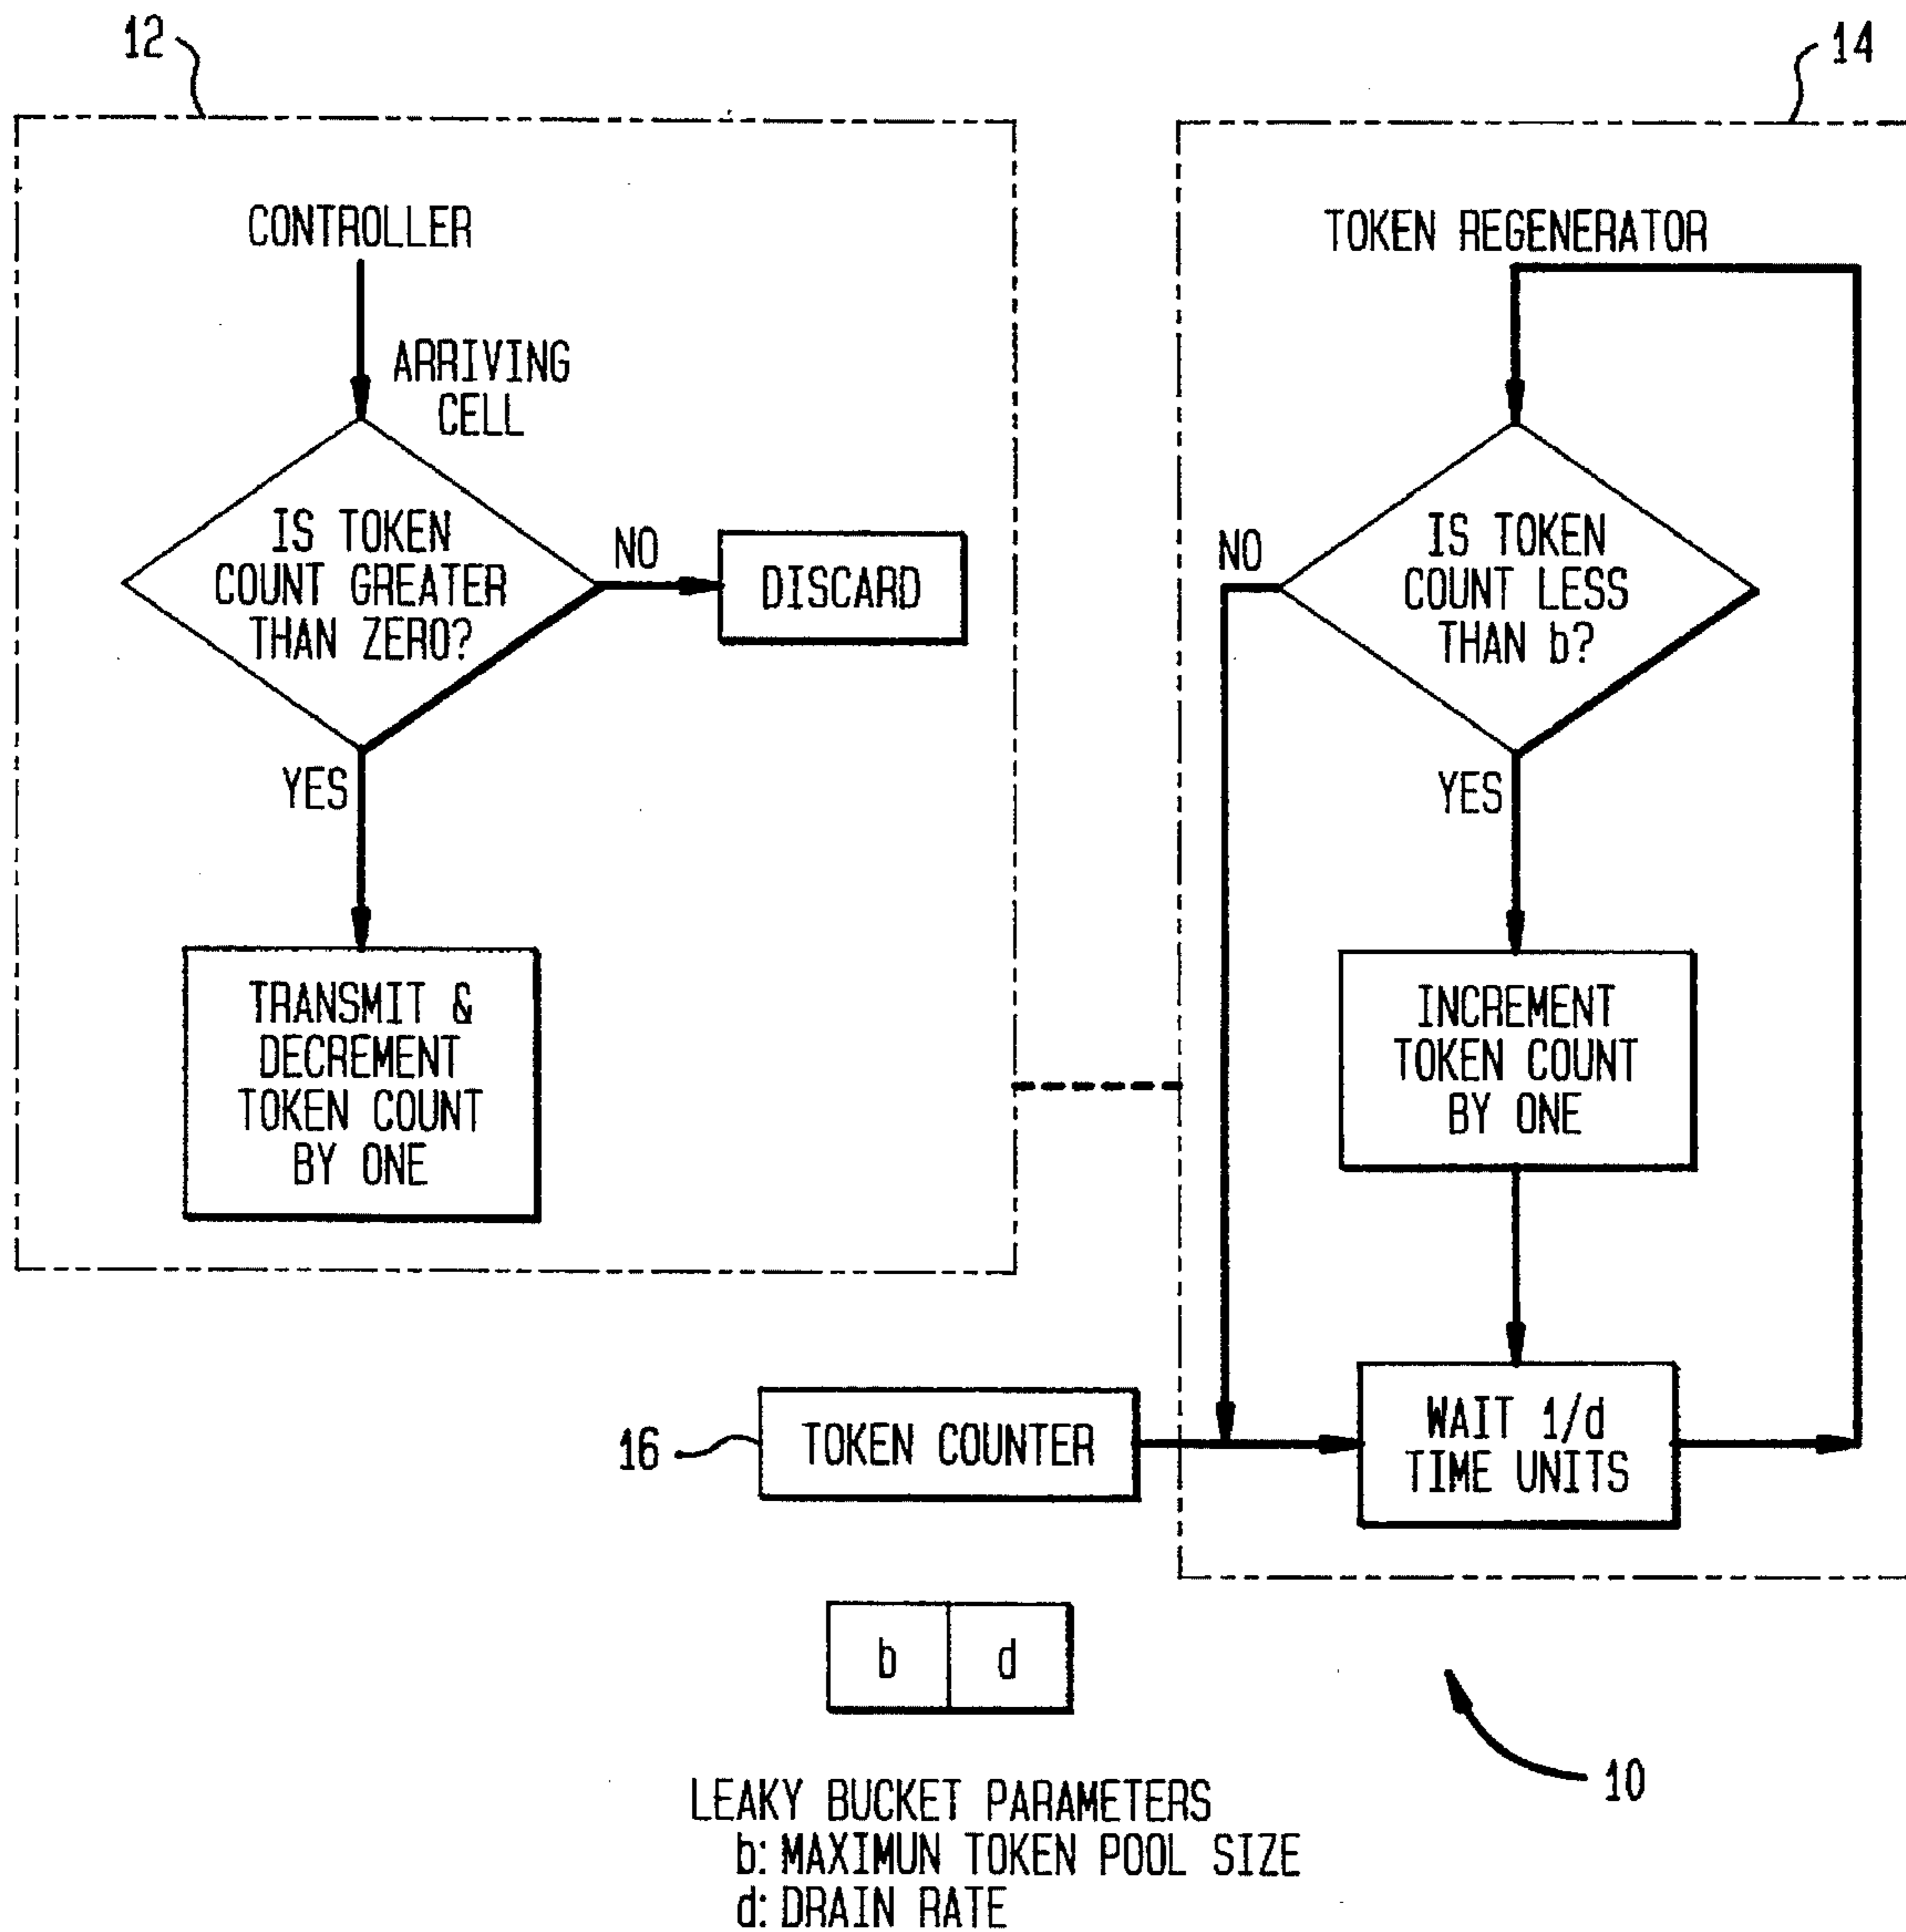 12
14
CONTROLLER
ARRIVING
CELL
IS TOKEN
COUNT GREATER
THAN ZERO?
NO
DISCARD
YES
TRANSMIT &
DECREMENT
TOKEN COUNT
BY ONE
TOKEN REGENERATOR
IS TOKEN
COUNT LESS
THAN b?
NO
YES
INCREMENT
TOKEN COUNT
BY ONE
WAIT 1/d
TIME UNITS
16
TOKEN COUNTER
b
d
10
LEAKY BUCKET PARAMETERS
b: MAXIMUN TOKEN POOL SIZE
d: DRAIN RATE